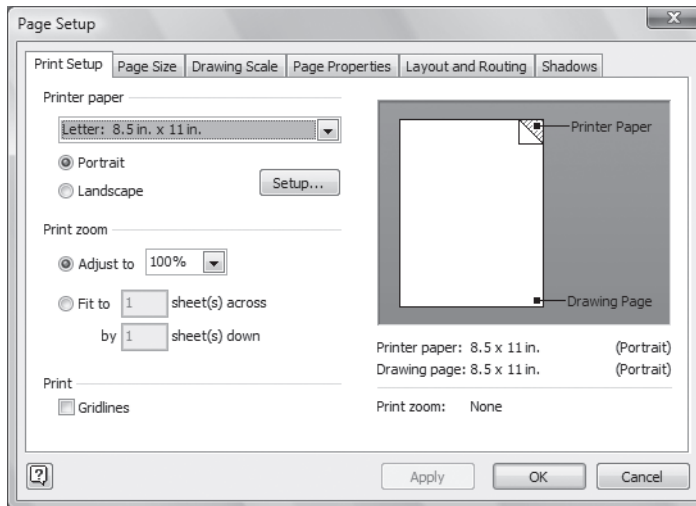 Page Setup
Print Setup Page Size Drawing Scale Page Properties Layout and Routing Shadows
Printer paper
Letter: 8.5 in. x 11 in.
Portrait
Landscape
Setup...
Print zoom
Adjust to 100%
Fit to 1 sheet(s) across
by 1 sheet(s) down
Print
Gridlines
Printer Paper
Drawing Page
Printer paper: 8.5 x 11 in. (Portrait)
Drawing page: 8.5 x 11 in. (Portrait)
Print zoom: None
Apply OK Cancel